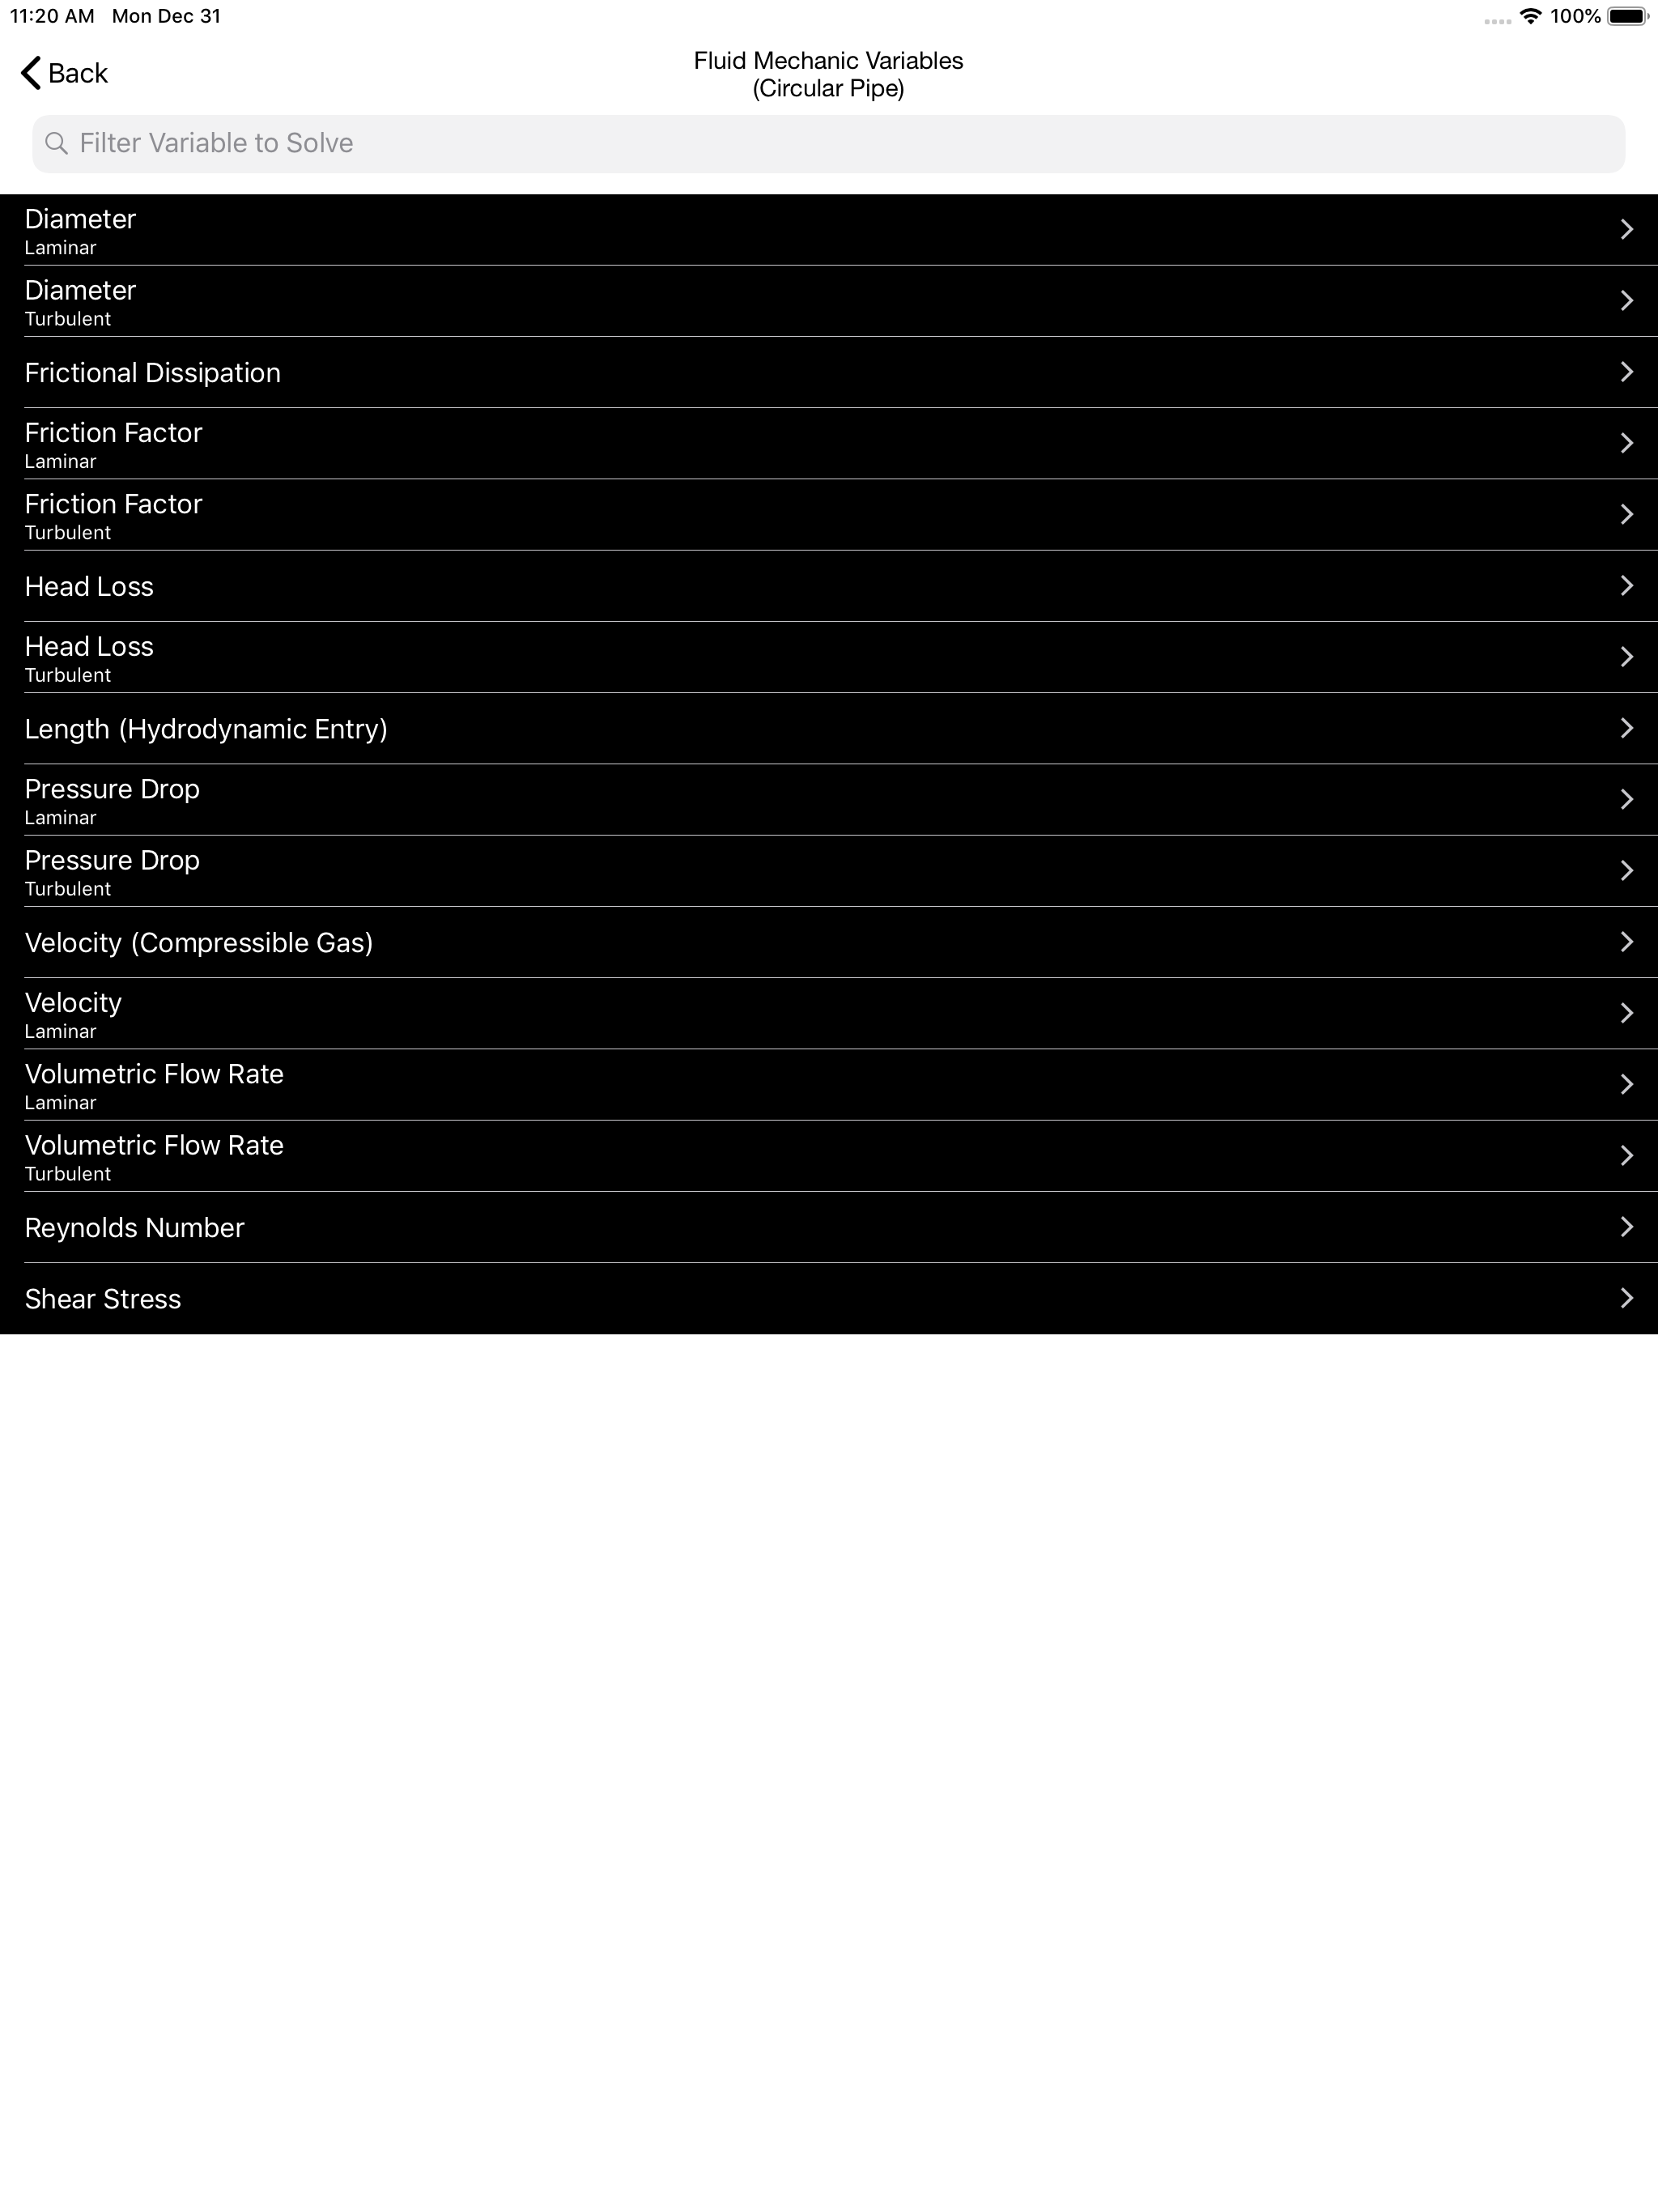 11:20 AM Mon Dec 31
100%
Back
Fluid Mechanic Variables
(Circular Pipe)
Filter Variable to Solve
Diameter
Laminar
Diameter
Turbulent
Frictional Dissipation
Friction Factor
Laminar
Friction Factor
Turbulent
Head Loss
Head Loss
Turbulent
Length (Hydrodynamic Entry)
Pressure Drop
Laminar
Pressure Drop
Turbulent
Velocity (Compressible Gas)
Velocity
Laminar
Volumetric Flow Rate
Laminar
Volumetric Flow Rate
Turbulent
Reynolds Number
Shear Stress